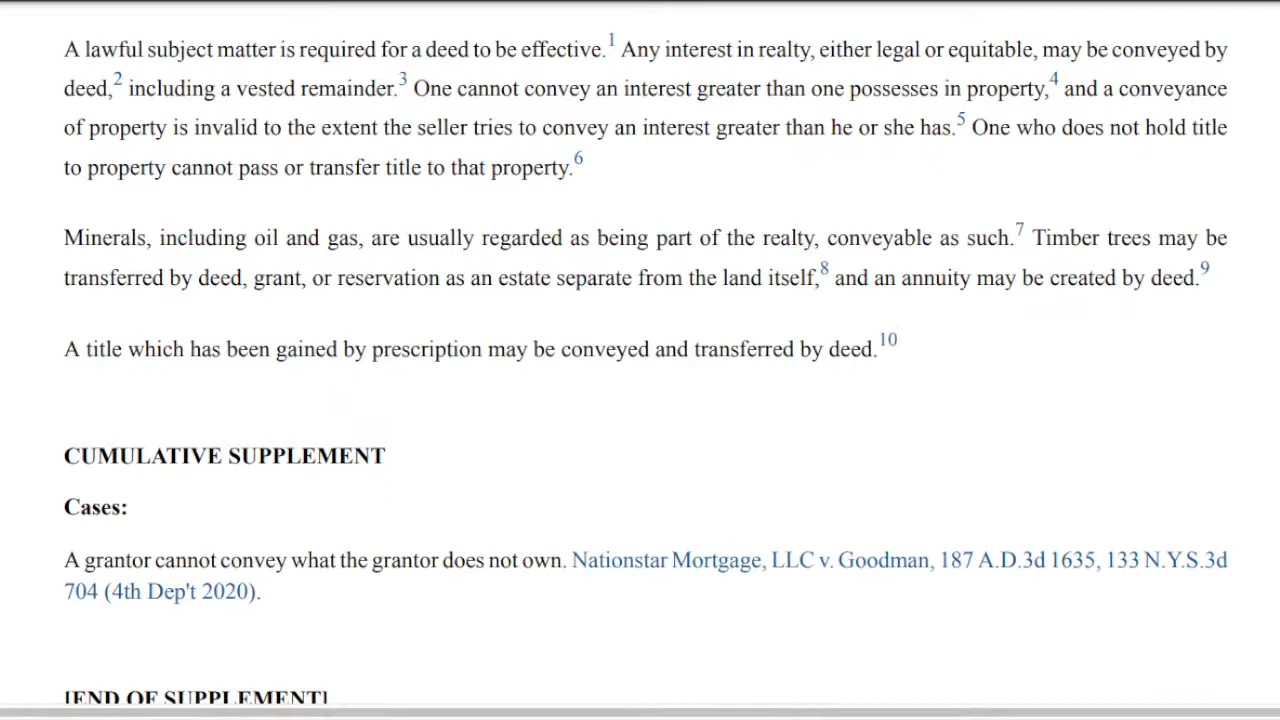 A lawful subject matter is required for a deed to be effective.1 Any interest in realty, either legal or equitable, may be conveyed by
deed,2 including a vested remainder.3 One cannot convey an interest greater than one possesses in property,4 and a conveyance
of property is invalid to the extent the seller tries to convey an interest greater than he or she has.5 One who does not hold title
to property cannot pass or transfer title to that property.6
Minerals, including oil and gas, are usually regarded as being part of the realty, conveyable as such.7 Timber trees may be
transferred by deed, grant, or reservation as an estate separate from the land itself,8 and an annuity may be created by deed.9
A title which has been gained by prescription may be conveyed and transferred by deed.10
CUMULATIVE SUPPLEMENT
Cases:
A grantor cannot convey what the grantor does not own. Nationstar Mortgage, LLC v. Goodman, 187 A.D.3d 1635, 133 N.Y.S.3d
704 (4th Dep't 2020).
[END OF SUPPLEMENT]